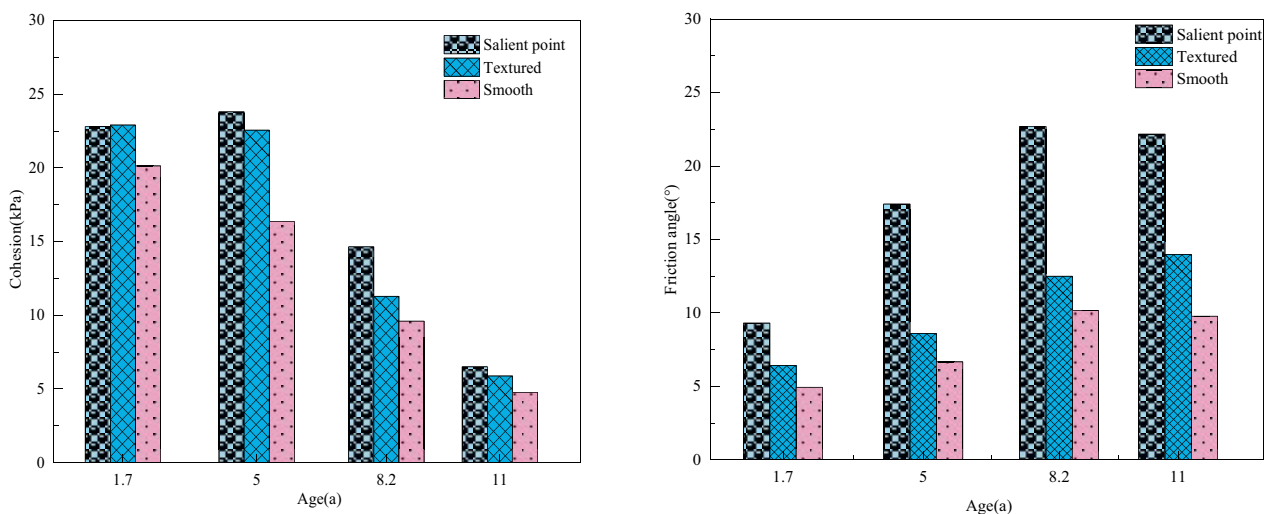 30
25
20
15
10
5
0
Cohesion(kPa)
Salient point
Textured
Smooth
1.7 5 8.2 11
Age(a)
30
25
20
15
10
5
0
Friction angle(°)
Salient point
Textured
Smooth
1.7 5 8.2 11
Age(a)